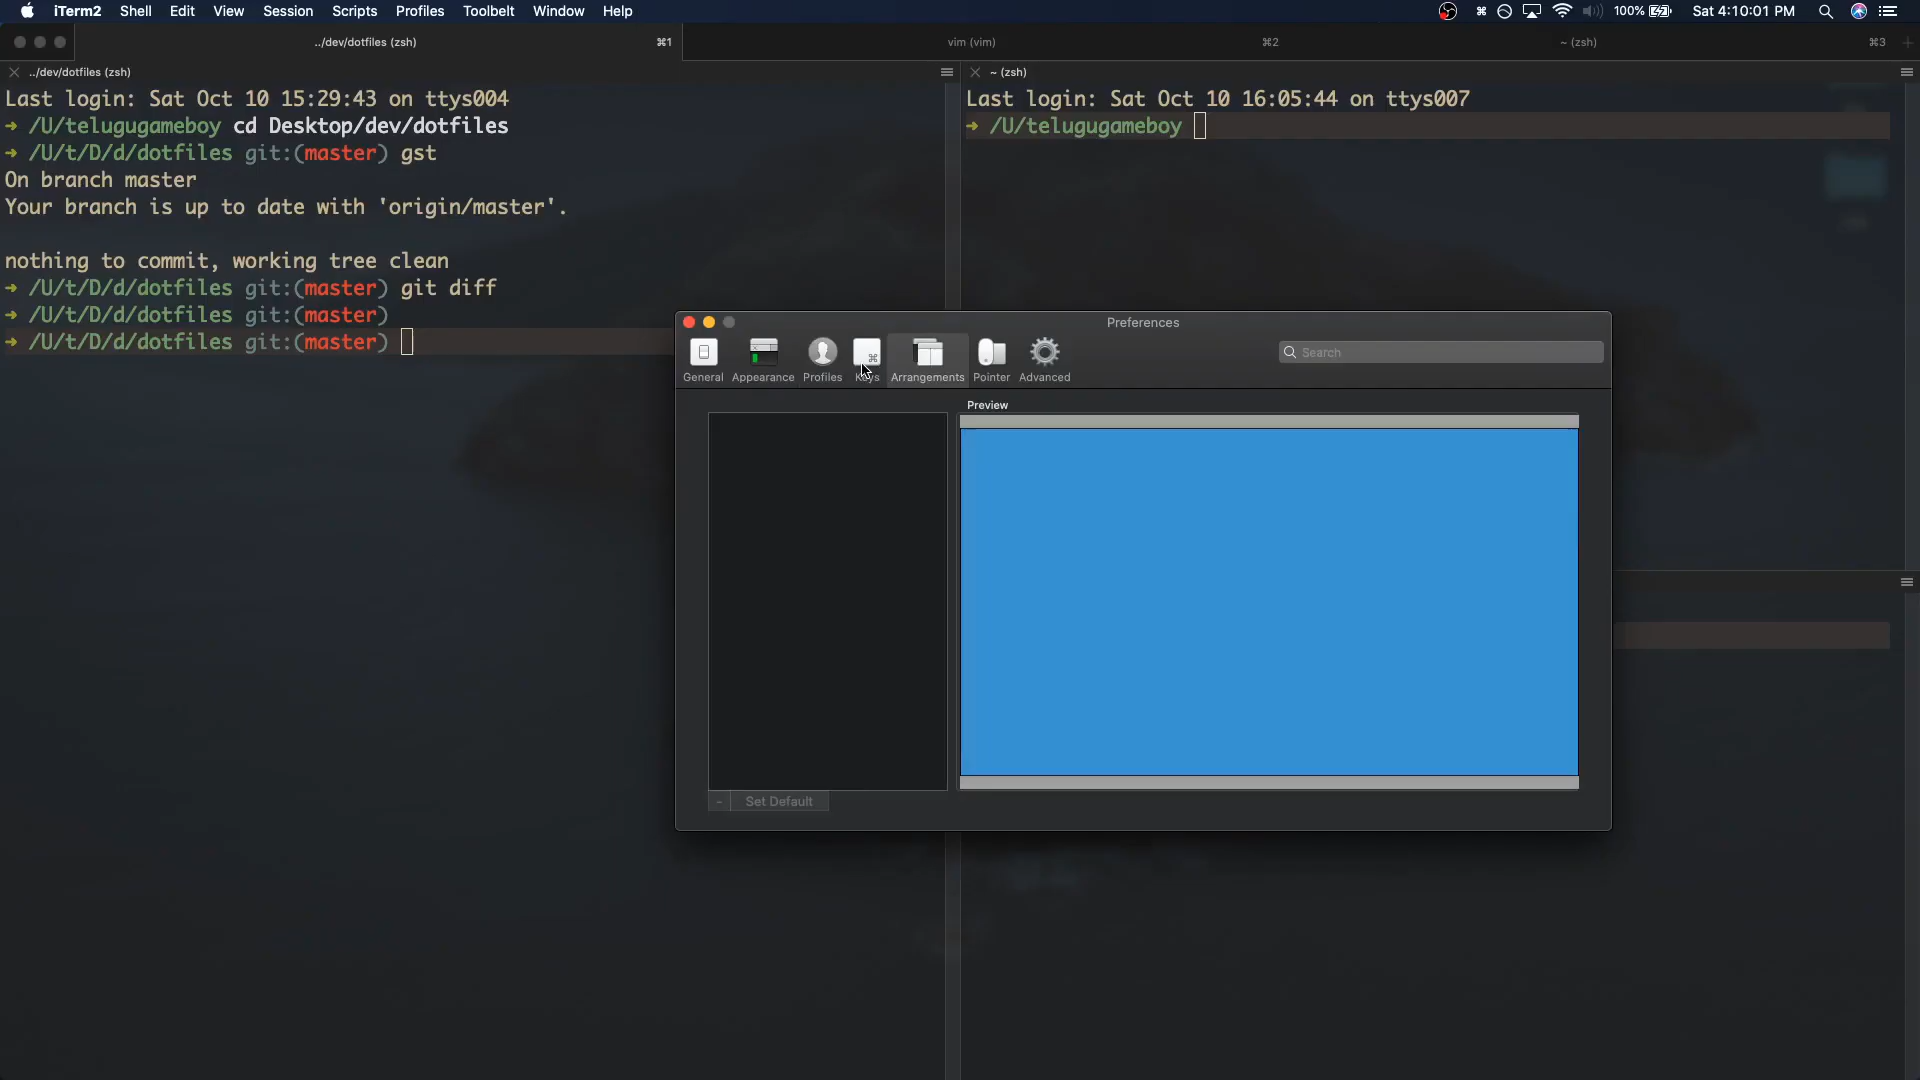 iTerm2 Shell Edit View Session Scripts Profiles Toolbelt Window Help 100% Sat 4:10:01 PM
../dev/dotfiles (zsh) ⌘1 vim (vim) ⌘2 ~ (zsh) ⌘3
../dev/dotfiles (zsh)
Last login: Sat Oct 10 15:29:43 on ttys004
→ /U/telugugameboy cd Desktop/dev/dotfiles
→ /U/t/D/d/dotfiles git:(master) gst
On branch master
Your branch is up to date with 'origin/master'.
nothing to commit, working tree clean
→ /U/t/D/d/dotfiles git:(master) git diff
→ /U/t/D/d/dotfiles git:(master)
→ /U/t/D/d/dotfiles git:(master)
~ (zsh)
Last login: Sat Oct 10 16:05:44 on ttys007
→ /U/telugugameboy
Preferences
General Appearance Profiles Keys Arrangements Pointer Advanced
Search
Preview
- Set Default